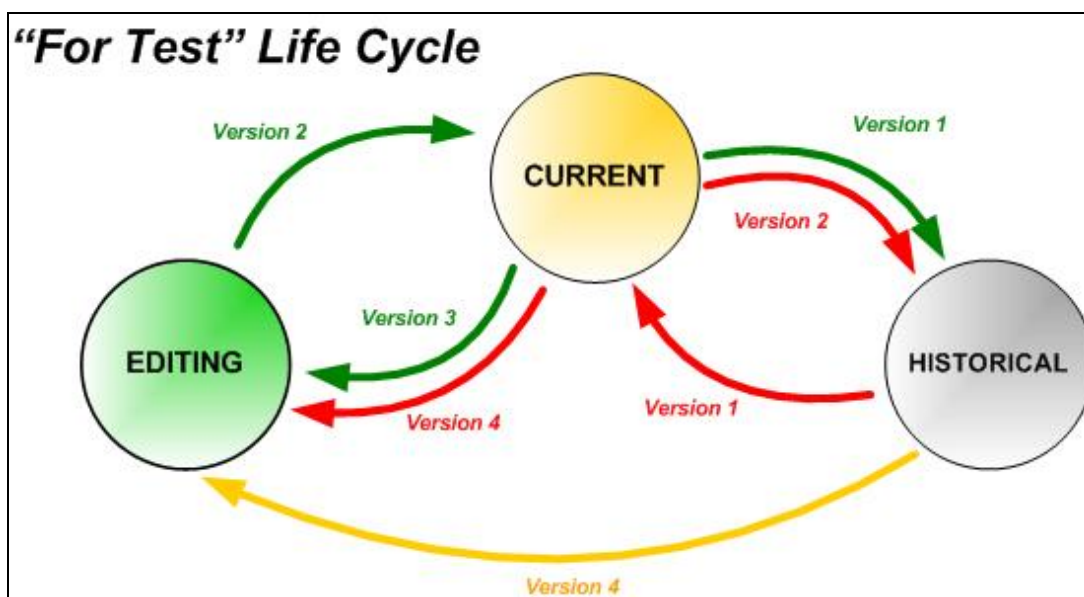 “For Test” Life Cycle
Version 2
Version 1
CURRENT
Version 2
Version 3
EDITING
HISTORICAL
Version 4
Version 1
Version 4